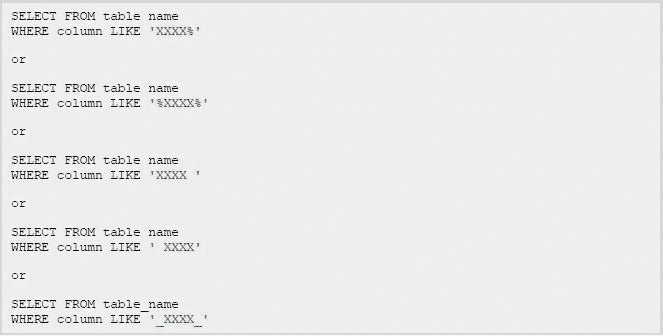 SELECT FROM table name
WHERE column LIKE 'XXXX%'
or
SELECT FROM table name
WHERE column LIKE '%XXXX%'
or
SELECT FROM table name
WHERE column LIKE 'XXXX '
or
SELECT FROM table name
WHERE column LIKE ' XXXX'
or
SELECT FROM table_name
WHERE column LIKE '_XXXX_'